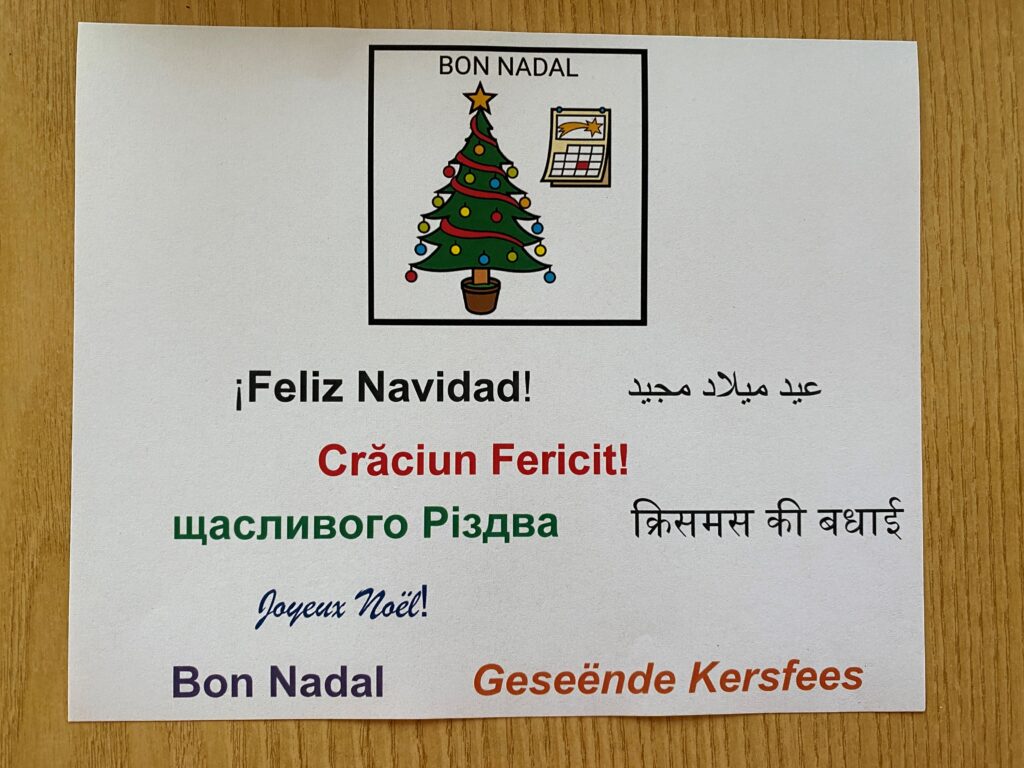 BON NADAL
¡Feliz Navidad!
عيد ميلاد مجيد
Crăciun Fericit!
щасливого Різдва
क्रिसमस की बधाई
Joyeux Noël!
Bon Nadal
Geseënde Kersfees